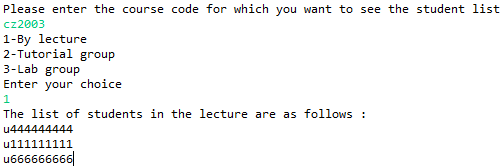 Please enter the course code for which you want to see the student list
cz2003
1-By lecture
2-Tutorial group
3-Lab group
Enter your choice
1
The list of students in the lecture are as follows :
u444444444
u111111111
u666666666